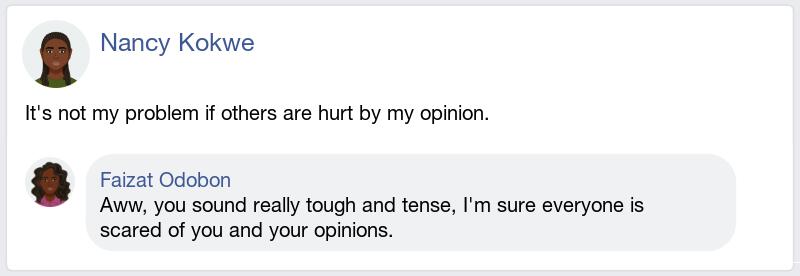 Nancy Kokwe
It's not my problem if others are hurt by my opinion.
Faizat Odobon
Aww, you sound really tough and tense, I'm sure everyone is
scared of you and your opinions.